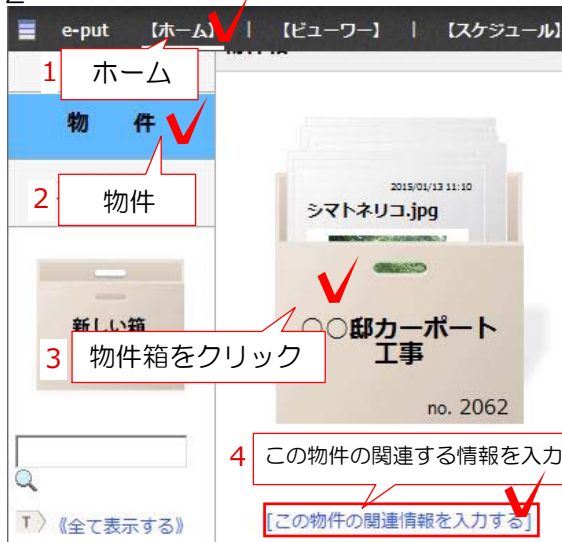 e-put 【ホーム】 | 【ビューワー】 | 【スケジュール】
1 ホーム
物 件
2 物件
2015/01/13 11:10
シマトネリコ.jpg
新しい箱
○○邸カーポート
工事
3 物件箱をクリック
no. 2062
4 この物件の関連する情報を入力
T 《全て表示する》
[この物件の関連情報を入力する]